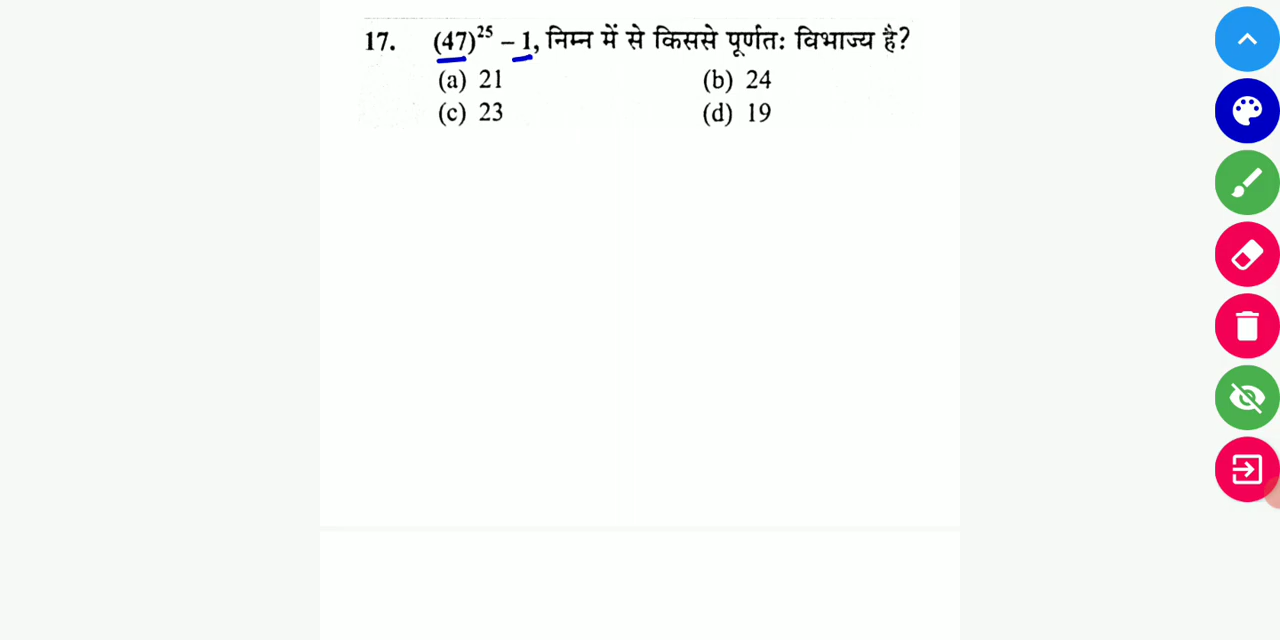 17. (47)²⁵ – 1, निम्न में से किससे पूर्णतः विभाज्य है?
(a) 21 (b) 24
(c) 23 (d) 19